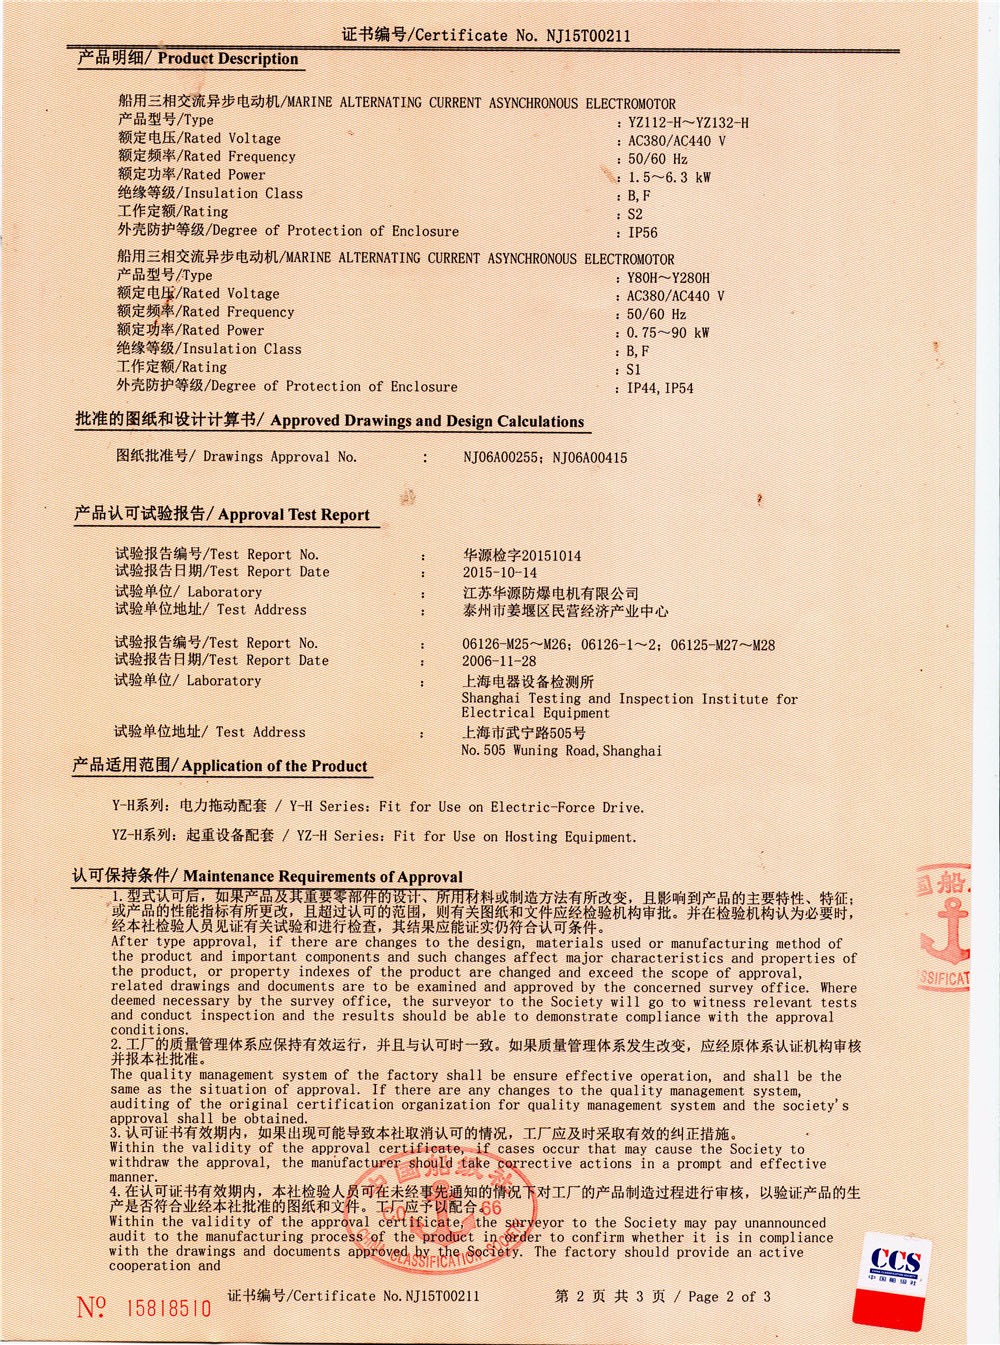 证书编号/Certificate No. NJ15T00211
产品明细/ Product Description
船用三相交流异步电动机/MARINE ALTERNATING CURRENT ASYNCHRONOUS ELECTROMOTOR
产品型号/Type : YZ112-H～YZ132-H
额定电压/Rated Voltage : AC380/AC440 V
额定频率/Rated Frequency : 50/60 Hz
额定功率/Rated Power : 1.5～6.3 kW
绝缘等级/Insulation Class : B,F
工作定额/Rating : S2
外壳防护等级/Degree of Protection of Enclosure : IP56
船用三相交流异步电动机/MARINE ALTERNATING CURRENT ASYNCHRONOUS ELECTROMOTOR
产品型号/Type : Y80H～Y280H
额定电压/Rated Voltage : AC380/AC440 V
额定频率/Rated Frequency : 50/60 Hz
额定功率/Rated Power : 0.75～90 kW
绝缘等级/Insulation Class : B,F
工作定额/Rating : S1
外壳防护等级/Degree of Protection of Enclosure : IP44,IP54
批准的图纸和设计计算书/ Approved Drawings and Design Calculations
图纸批准号/ Drawings Approval No. : NJ06A00255; NJ06A00415
产品认可试验报告/ Approval Test Report
试验报告编号/Test Report No. : 华源检字20151014
试验报告日期/Test Report Date : 2015-10-14
试验单位/ Laboratory : 江苏华源防爆电机有限公司
试验单位地址/ Test Address : 泰州市姜堰区民营经济产业中心
试验报告编号/Test Report No. : 06126-M25～M26; 06126-1～2; 06125-M27～M28
试验报告日期/Test Report Date : 2006-11-28
试验单位/ Laboratory : 上海电器设备检测所
Shanghai Testing and Inspection Institute for
Electrical Equipment
试验单位地址/ Test Address : 上海市武宁路505号
No.505 Wuning Road,Shanghai
产品适用范围/ Application of the Product
Y-H系列: 电力拖动配套 / Y-H Series: Fit for Use on Electric-Force Drive.
YZ-H系列: 起重设备配套 / YZ-H Series: Fit for Use on Hosting Equipment.
认可保持条件/ Maintenance Requirements of Approval
1.型式认可后，如果产品及其重要零部件的设计、所用材料或制造方法有所改变，且影响到产品的主要特性、特征；
或产品的性能指标有所更改，且超过认可的范围，则有关图纸和文件应经检验机构审批。并在检验机构认为必要时，
经本社检验人员见证有关试验和进行检查，其结果应能证实仍符合认可条件。
After type approval, if there are changes to the design, materials used or manufacturing method of
the product and important components and such changes affect major characteristics and properties of
the product, or property indexes of the product are changed and exceed the scope of approval,
related drawings and documents are to be examined and approved by the concerned survey office. Where
deemed necessary by the survey office, the surveyor to the Society will go to witness relevant tests
and conduct inspection and the results should be able to demonstrate compliance with the approval
conditions.
2.工厂的质量管理体系应保持有效运行，并且与认可时一致。如果质量管理体系发生改变，应经原体系认证机构审核
并报本社批准。
The quality management system of the factory shall be ensure effective operation, and shall be the
same as the situation of approval. If there are any changes to the quality management system,
auditing of the original certification organization for quality management system and the society's
approval shall be obtained.
3.认可证书有效期内，如果出现可能导致本社取消认可的情况，工厂应及时采取有效的纠正措施。
Within the validity of the approval certificate, if cases occur that may cause the Society to
withdraw the approval, the manufacturer should take corrective actions in a prompt and effective
manner.
4.在认可证书有效期内，本社检验人员可在未经事先通知的情况下对工厂的产品制造过程进行审核，以验证产品的生
产是否符合业经本社批准的图纸和文件。工厂应予以配合。
Within the validity of the approval certificate, the surveyor to the Society may pay unannounced
audit to the manufacturing process of the product in order to confirm whether it is in compliance
with the drawings and documents approved by the Society. The factory should provide an active
cooperation and
中国船级社
CO 66
CHINA CLASSIFICATION SOCIETY
国船
SSIFICAT
CCS
中国船级社
Nº 15818510
证书编号/Certificate No.NJ15T00211
第 2 页 共 3 页 / Page 2 of 3